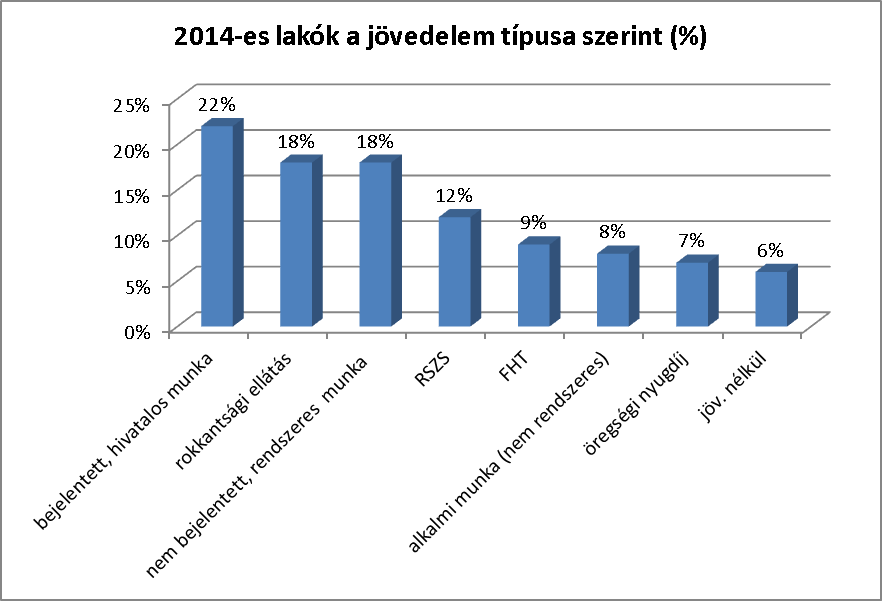 2014-es lakók a jövedelem típusa szerint (%)
25%
20%
15%
10%
5%
0%
22%
18%
18%
12%
9%
8%
7%
6%
bejelentett, hivatalos munka
rokkantsági ellátás
nem bejelentett, rendszeres munka
RSZS
FHT
alkalmi munka (nem rendszeres)
öregségi nyugdíj
jöv. nélkül